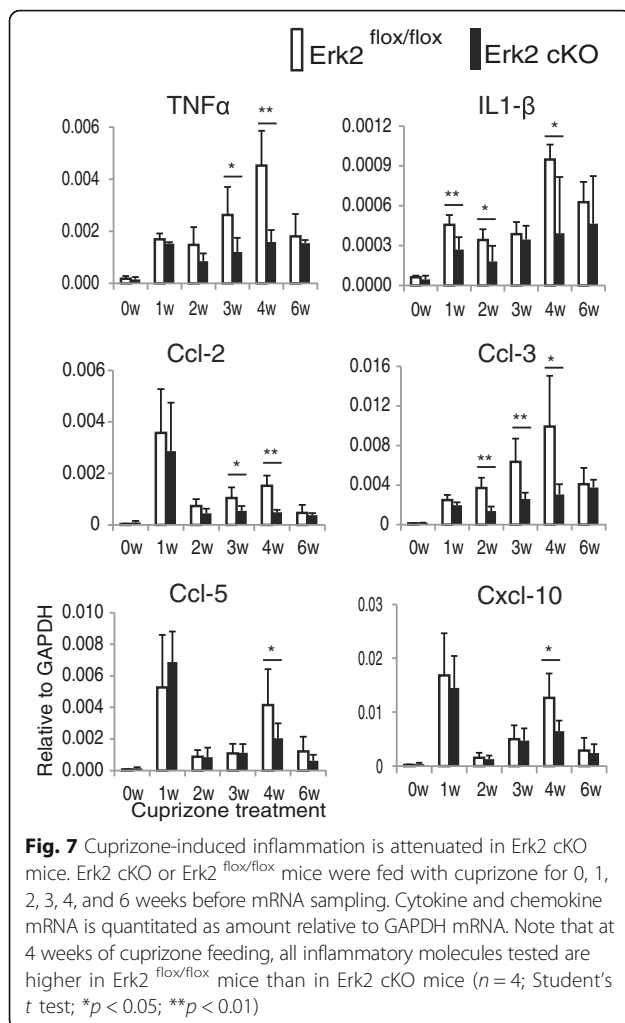 Erk2 flox/flox Erk2 cKO
TNFα IL1-β
0.006 0.0012
0.004 0.0009
0.002 0.0006
0.000 0.0003
0.0000
** * * ** * *
0w 1w 2w 3w 4w 6w 0w 1w 2w 3w 4w 6w
Ccl-2 Ccl-3
0.006 0.016
0.004 0.012
0.002 0.008
0 0.004
0
* ** ** ** *
0w 1w 2w 3w 4w 6w 0w 1w 2w 3w 4w 6w
Ccl-5 Cxcl-10
0.010 0.03
0.008 0.02
0.006 0.01
0.004 0
0.002
0.000
* *
Relative to GAPDH
0w 1w 2w 3w 4w 6w 0w 1w 2w 3w 4w 6w
Cuprizone treatment
Fig. 7 Cuprizone-induced inflammation is attenuated in Erk2 cKO
mice. Erk2 cKO or Erk2 flox/flox mice were fed with cuprizone for 0, 1,
2, 3, 4, and 6 weeks before mRNA sampling. Cytokine and chemokine
mRNA is quantitated as amount relative to GAPDH mRNA. Note that at
4 weeks of cuprizone feeding, all inflammatory molecules tested are
higher in Erk2 flox/flox mice than in Erk2 cKO mice (n = 4; Student's
t test; *p < 0.05; **p < 0.01)